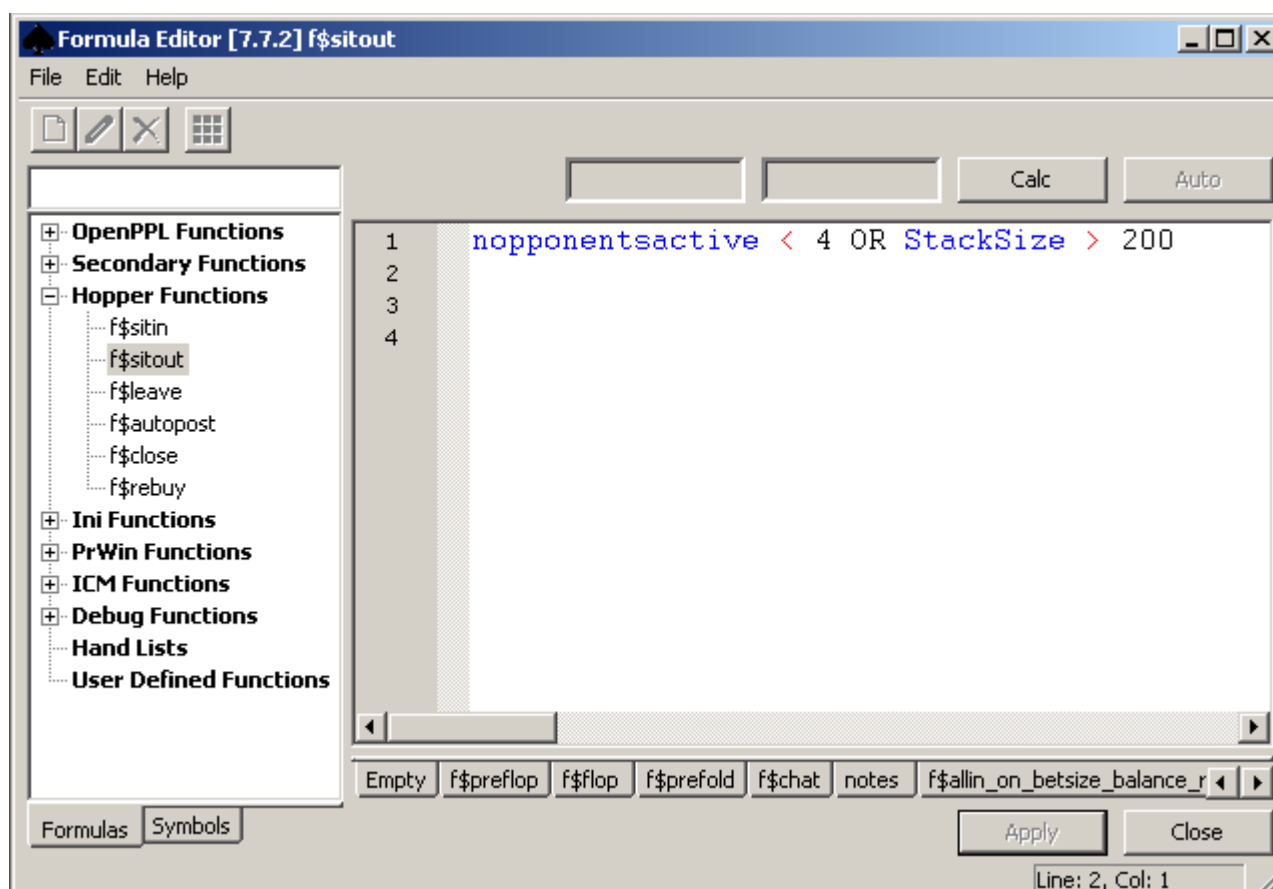 Formula Editor [7.7.2] f$sitout
File Edit Help
Calc Auto
OpenPPL Functions
Secondary Functions
Hopper Functions
f$sitin
f$sitout
f$leave
f$autopost
f$close
f$rebuy
Ini Functions
PrWin Functions
ICM Functions
Debug Functions
Hand Lists
User Defined Functions
1 nopponentsactive < 4 OR StackSize > 200
2
3
4
Empty f$preflop f$flop f$prefold f$chat notes f$allin_on_betsize_balance_r
Formulas Symbols
Apply Close
Line: 2, Col: 1